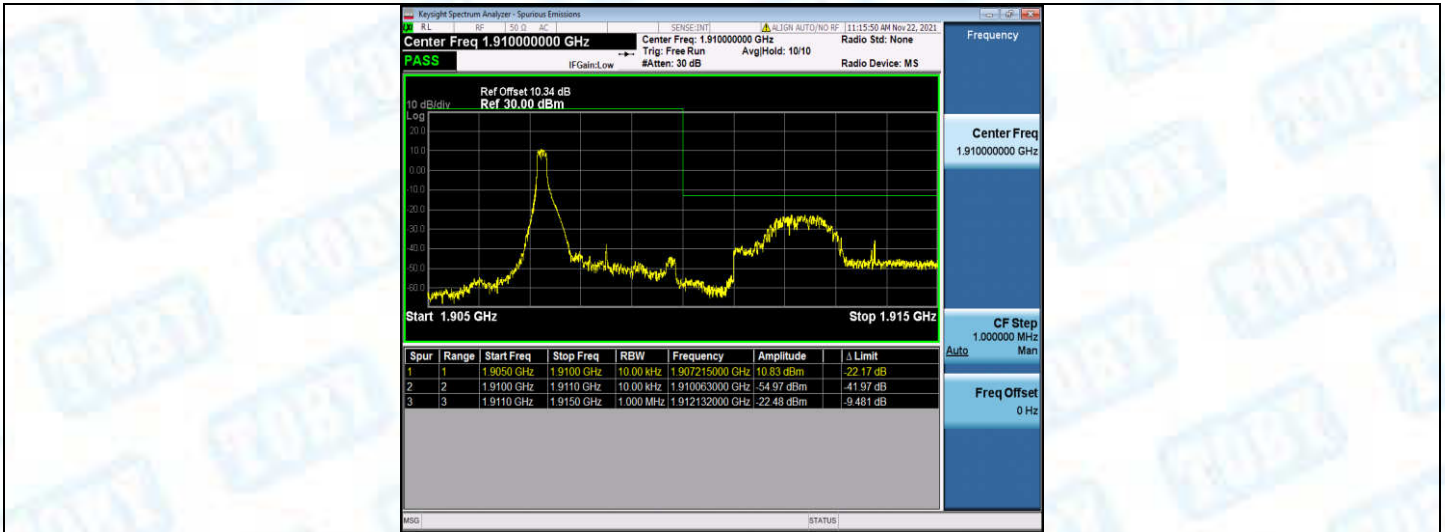 Keysight Spectrum Analyzer - Spurious Emissions
RL RF 50 Ω AC SENSE:INT ALIGN AUTO/NO RF 11:15:50 AM Nov 22, 2021
Center Freq 1.910000000 GHz
Center Freq: 1.910000000 GHz
Radio Std: None
Trig: Free Run Avg|Hold: 10/10
PASS
IFGain:Low
#Atten: 30 dB
Radio Device: MS
Ref Offset 10.34 dB
10 dB/div Ref 30.00 dBm
Log
20.0
10.0
0.00
-10.0
-20.0
-30.0
-40.0
-50.0
-60.0
Start 1.905 GHz Stop 1.915 GHz
Spur Range Start Freq Stop Freq RBW Frequency Amplitude Δ Limit
1 1 1.9050 GHz 1.9100 GHz 10.00 kHz 1.907215000 GHz 10.83 dBm -22.17 dB
2 2 1.9100 GHz 1.9110 GHz 10.00 kHz 1.910063000 GHz -54.97 dBm -41.97 dB
3 3 1.9110 GHz 1.9150 GHz 1.000 MHz 1.912132000 GHz -22.48 dBm -9.481 dB
MSG STATUS
Frequency
Center Freq
1.910000000 GHz
CF Step
1.000000 MHz
Auto Man
Freq Offset
0 Hz